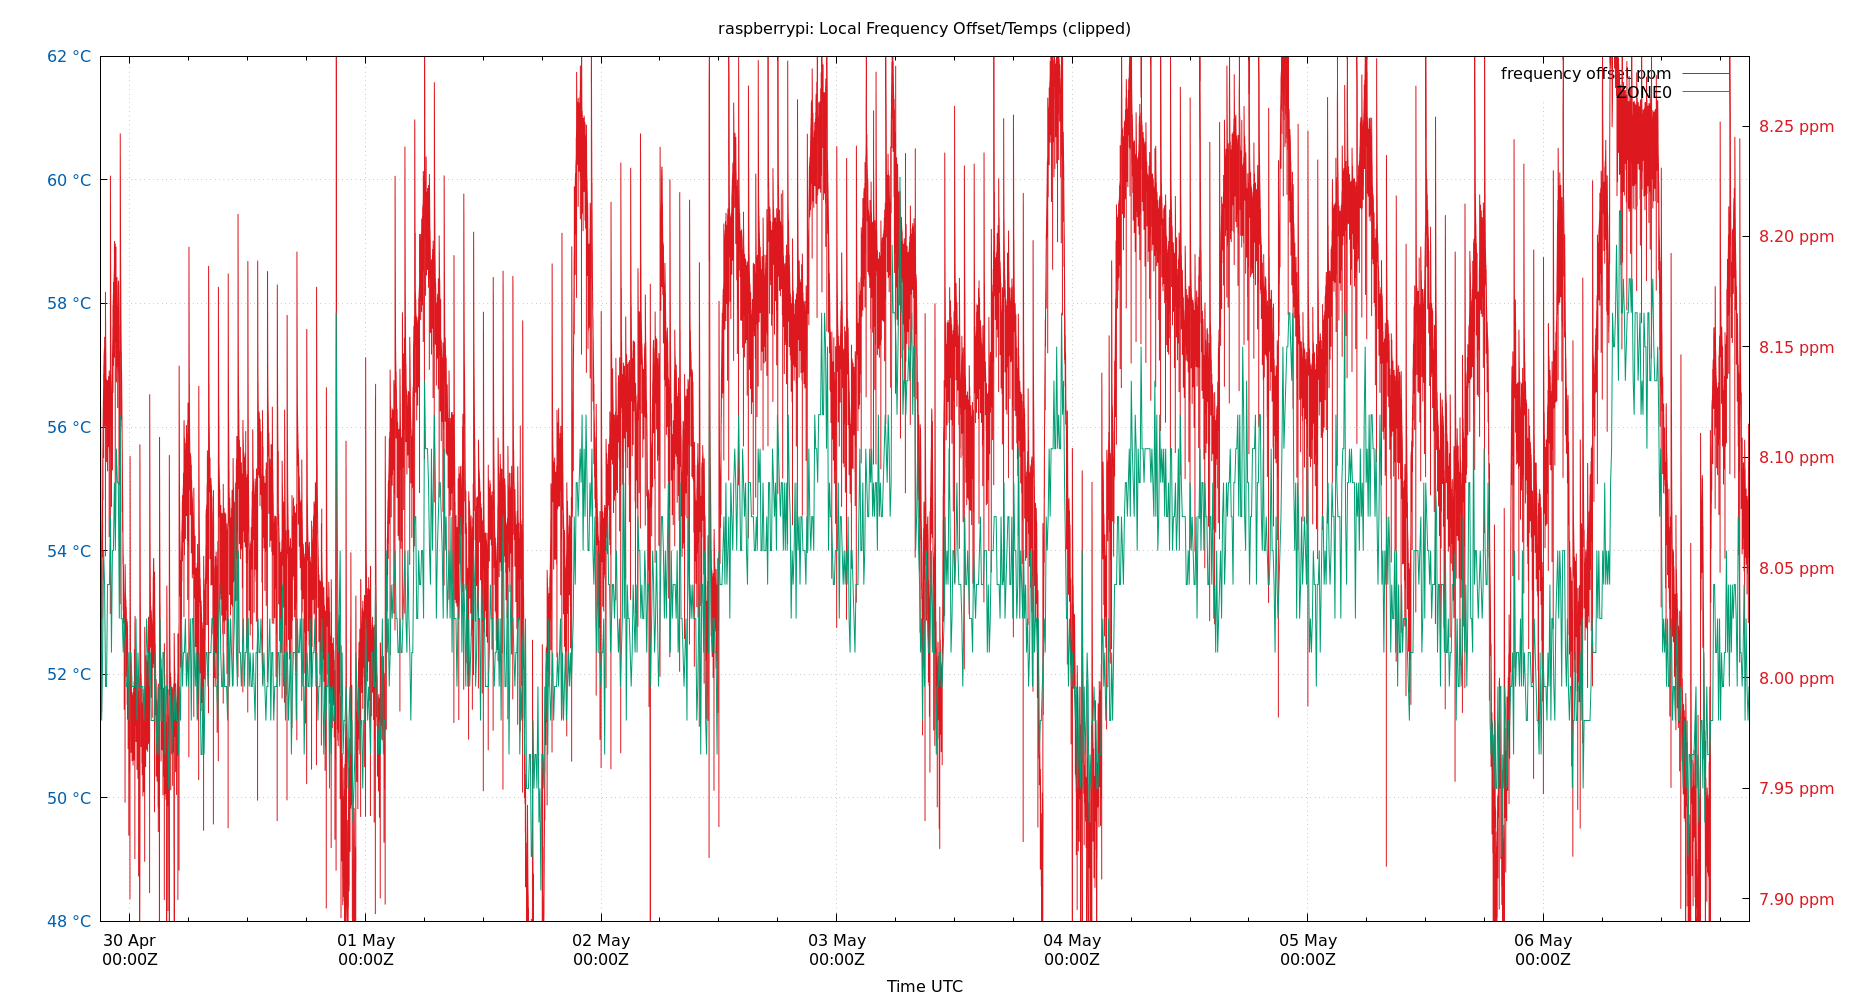 raspberrypi: Local Frequency Offset/Temps (clipped)
62 °C
60 °C
58 °C
56 °C
54 °C
52 °C
50 °C
48 °C
frequency offset ppm
ZONE0
8.25 ppm
8.20 ppm
8.15 ppm
8.10 ppm
8.05 ppm
8.00 ppm
7.95 ppm
7.90 ppm
30 Apr
00:00Z
01 May
00:00Z
02 May
00:00Z
03 May
00:00Z
04 May
00:00Z
05 May
00:00Z
06 May
00:00Z
Time UTC